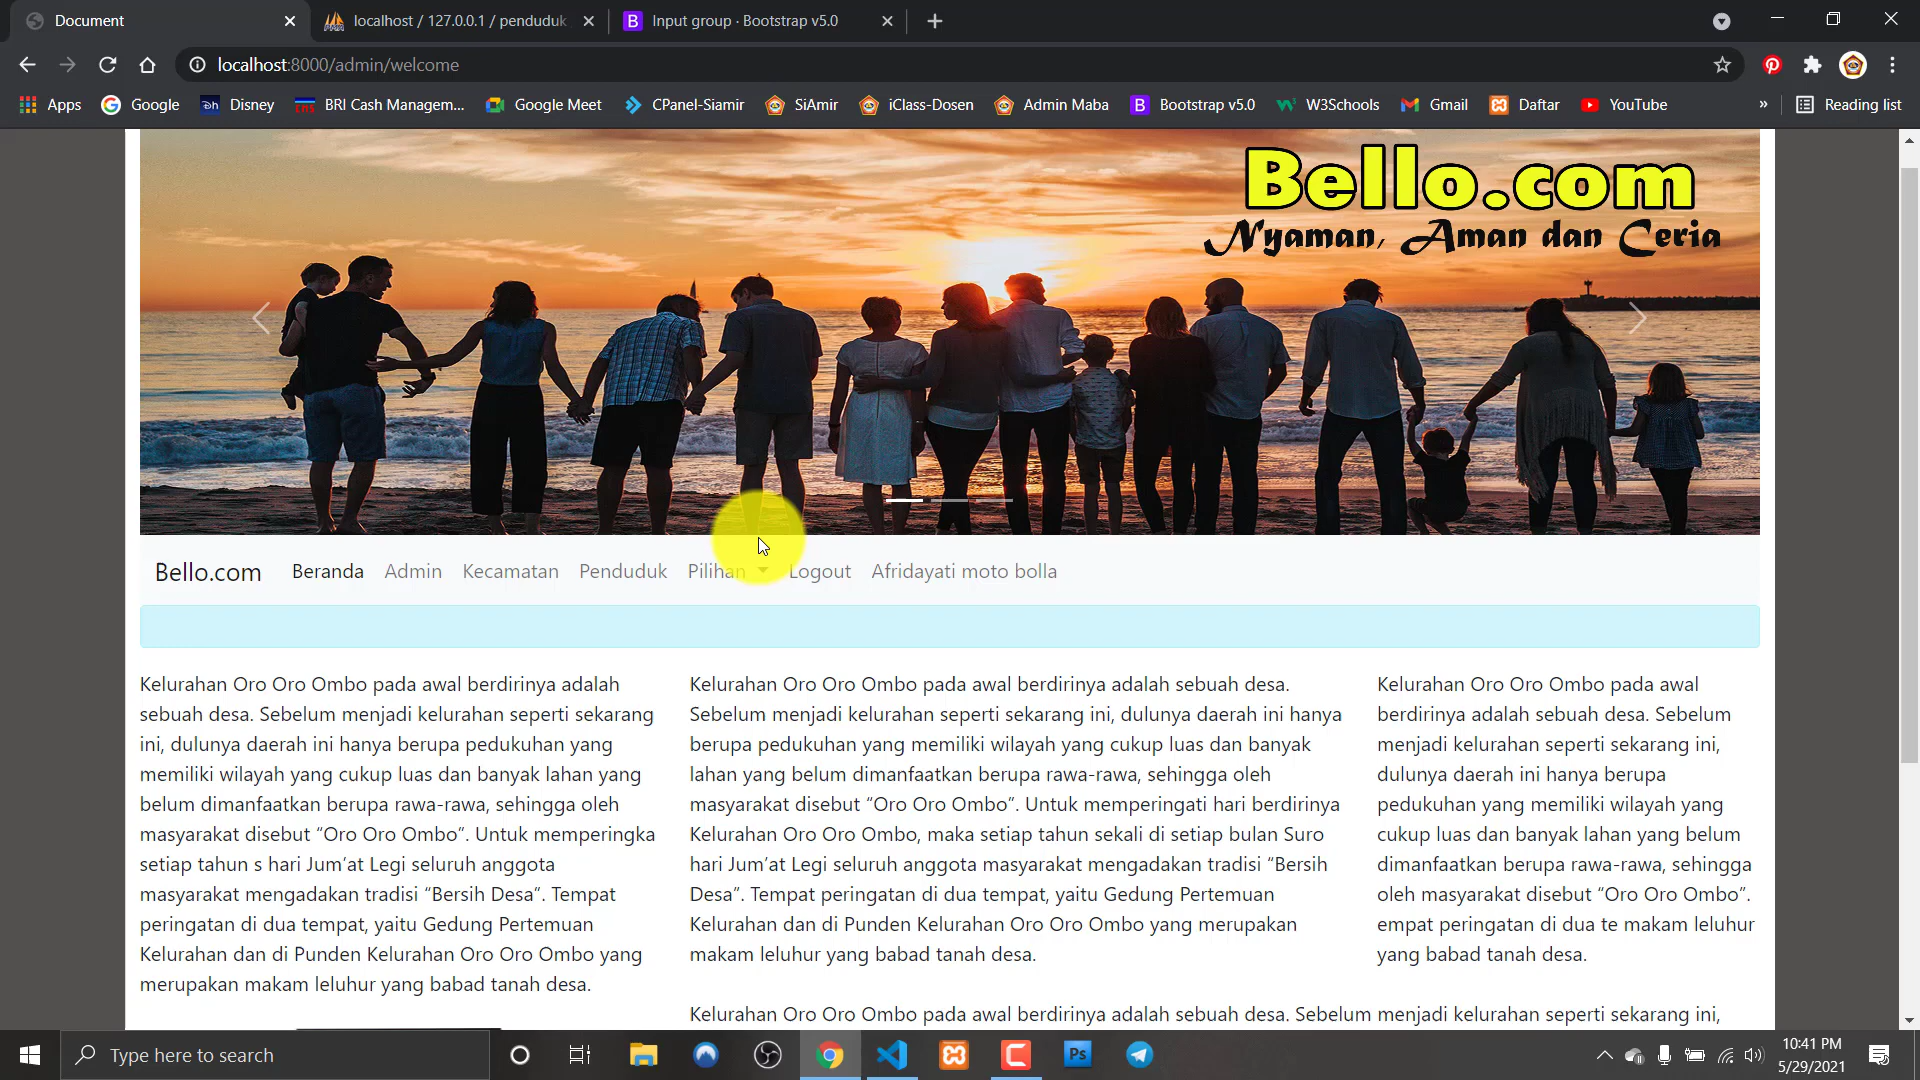 Document
localhost / 127.0.0.1 / penduduk
Input group · Bootstrap v5.0
localhost:8000/admin/welcome
Apps
Google
Disney
BRI Cash Managem...
Google Meet
CPanel-Siamir
SiAmir
iClass-Dosen
Admin Maba
Bootstrap v5.0
W3Schools
Gmail
Daftar
YouTube
»
Reading list
Bello.com
Nyaman, Aman dan Ceria
Bello.com
Beranda
Admin
Kecamatan
Penduduk
Pilihan
Logout
Afridayati moto bolla
Kelurahan Oro Oro Ombo pada awal berdirinya adalah
sebuah desa. Sebelum menjadi kelurahan seperti sekarang
ini, dulunya daerah ini hanya berupa pedukuhan yang
memiliki wilayah yang cukup luas dan banyak lahan yang
belum dimanfaatkan berupa rawa-rawa, sehingga oleh
masyarakat disebut “Oro Oro Ombo”. Untuk memperingka
setiap tahun s hari Jum’at Legi seluruh anggota
masyarakat mengadakan tradisi “Bersih Desa”. Tempat
peringatan di dua tempat, yaitu Gedung Pertemuan
Kelurahan dan di Punden Kelurahan Oro Oro Ombo yang
merupakan makam leluhur yang babad tanah desa.
Kelurahan Oro Oro Ombo pada awal berdirinya adalah sebuah desa.
Sebelum menjadi kelurahan seperti sekarang ini, dulunya daerah ini hanya
berupa pedukuhan yang memiliki wilayah yang cukup luas dan banyak
lahan yang belum dimanfaatkan berupa rawa-rawa, sehingga oleh
masyarakat disebut “Oro Oro Ombo”. Untuk memperingati hari berdirinya
Kelurahan Oro Oro Ombo, maka setiap tahun sekali di setiap bulan Suro
hari Jum’at Legi seluruh anggota masyarakat mengadakan tradisi “Bersih
Desa”. Tempat peringatan di dua tempat, yaitu Gedung Pertemuan
Kelurahan dan di Punden Kelurahan Oro Oro Ombo yang merupakan
makam leluhur yang babad tanah desa.
Kelurahan Oro Oro Ombo pada awal
berdirinya adalah sebuah desa. Sebelum
menjadi kelurahan seperti sekarang ini,
dulunya daerah ini hanya berupa
pedukuhan yang memiliki wilayah yang
cukup luas dan banyak lahan yang belum
dimanfaatkan berupa rawa-rawa, sehingga
oleh masyarakat disebut “Oro Oro Ombo”.
empat peringatan di dua te makam leluhur
yang babad tanah desa.
Kelurahan Oro Oro Ombo pada awal berdirinya adalah sebuah desa. Sebelum menjadi kelurahan seperti sekarang ini,
Type here to search
Ps
10:41 PM
5/29/2021